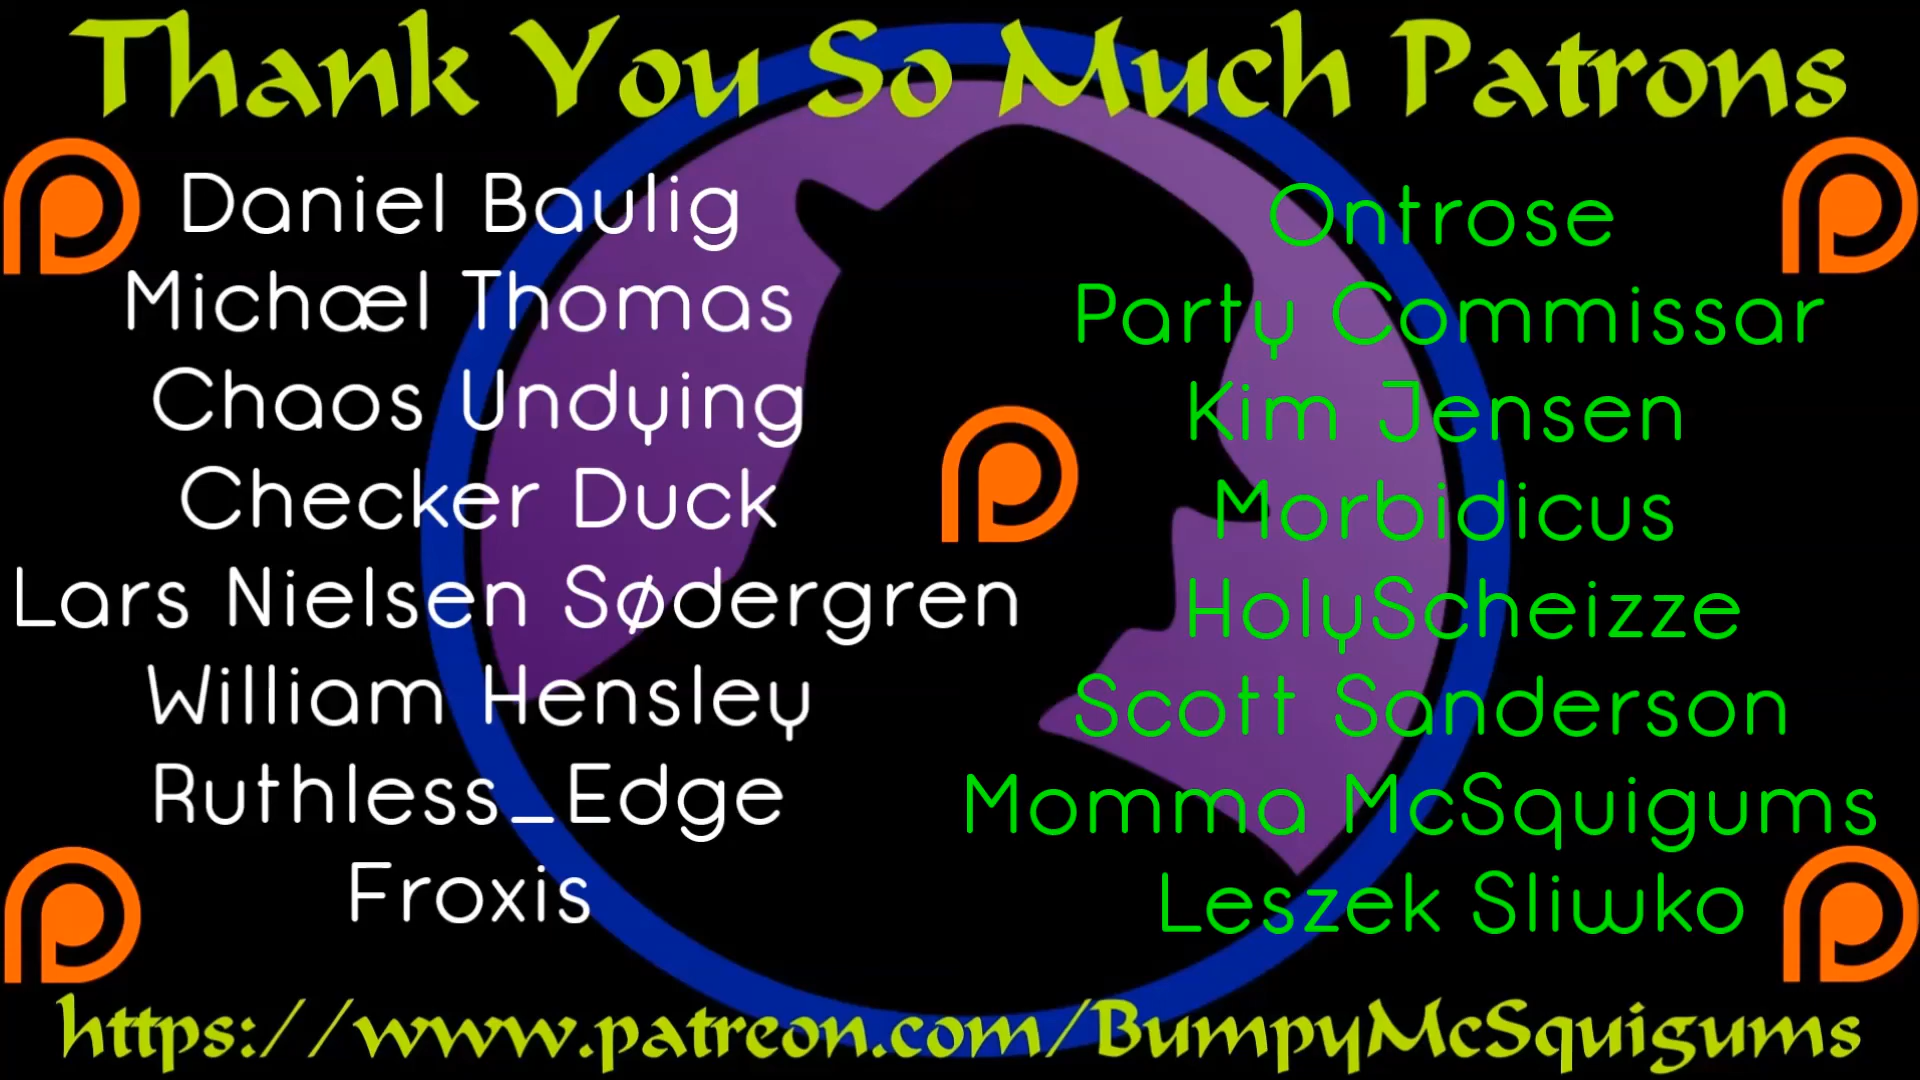 Thank You So Much Patrons
Daniel Baulig
Michæl Thomas
Chaos Undying
Checker Duck
Lars Nielsen Sødergren
William Hensley
Ruthless_Edge
Froxis
Ontrose
Party Commissar
Kim Jensen
Morbidicus
HolyScheizze
Scott Sanderson
Momma McSquigums
Leszek Sliwko
https://www.patreon.com/BumpyMcSquigums